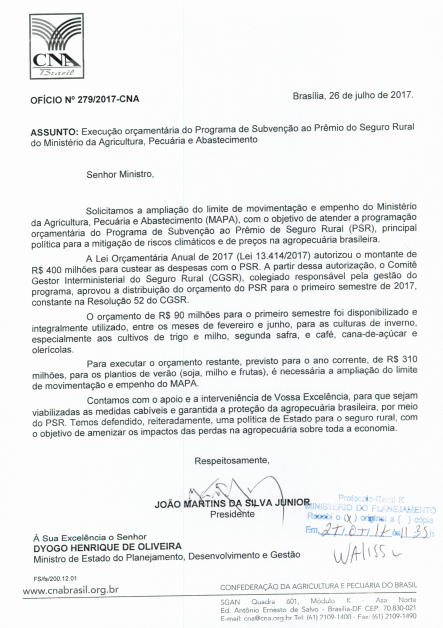 CNA
Brasil
OFÍCIO Nº 279/2017-CNA
Brasília, 26 de julho de 2017.
ASSUNTO: Execução orçamentária do Programa de Subvenção ao Prêmio do Seguro Rural
do Ministério da Agricultura, Pecuária e Abastecimento
Senhor Ministro,
Solicitamos a ampliação do limite de movimentação e empenho do Ministério
da Agricultura, Pecuária e Abastecimento (MAPA), com o objetivo de atender a programação
orçamentária do Programa de Subvenção ao Prêmio de Seguro Rural (PSR), principal
política para a mitigação de riscos climáticos e de preços na agropecuária brasileira.
A Lei Orçamentária Anual de 2017 (Lei 13.414/2017) autorizou o montante de
R$ 400 milhões para custear as despesas com o PSR. A partir dessa autorização, o Comitê
Gestor Interministerial do Seguro Rural (CGSR), colegiado responsável pela gestão do
programa, aprovou a distribuição do orçamento do PSR para o primeiro semestre de 2017,
constante na Resolução 52 do CGSR.
O orçamento de R$ 90 milhões para o primeiro semestre foi disponibilizado e
integralmente utilizado, entre os meses de fevereiro e junho, para as culturas de inverno,
especialmente aos cultivos de trigo e milho, segunda safra, e café, cana-de-açúcar e
olerícolas.
Para executar o orçamento restante, previsto para o ano corrente, de R$ 310
milhões, para os plantios de verão (soja, milho e frutas), é necessária a ampliação do limite
de movimentação e empenho do MAPA.
Contamos com o apoio e a interveniência de Vossa Excelência, para que sejam
viabilizadas as medidas cabíveis e garantida a proteção da agropecuária brasileira, por meio
do PSR. Temos defendido, reiteradamente, uma política de Estado para o seguro rural, com
o objetivo de amenizar os impactos das perdas na agropecuária sobre toda a economia.
Respeitosamente,
JOÃO MARTINS DA SILVA JUNIOR
Presidente
Protocolo-Geral K
MINISTÉRIO DO PLANEJAMENTO
Recebi o (x) original a ( ) cópia
Em, 27/07/17 às 11:35h
À Sua Excelência o Senhor
DYOGO HENRIQUE DE OLIVEIRA
Ministro de Estado do Planejamento, Desenvolvimento e Gestão
FS/fs/200.12.01
www.cnabrasil.org.br
CONFEDERAÇÃO DA AGRICULTURA E PECUÁRIA DO BRASIL
SGAN Quadra 601, Módulo K - Asa Norte
Ed. Antônio Ernesto de Salvo - Brasília-DF CEP: 70.830-021
E-mail: cna@cna.org.br Tel: (61) 2109-1400 - Fax: (61) 2109-1490